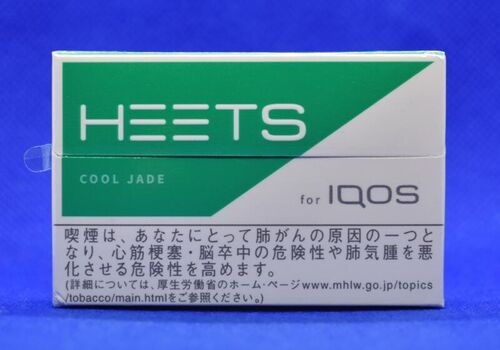 HEETS
COOL JADE
for IQOS
喫煙は、あなたにとって肺がんの原因の一つと
なり、心筋梗塞・脳卒中の危険性や肺気腫を悪
化させる危険性を高めます。
(詳細については、厚生労働省のホーム・ページwww.mhlw.go.jp/topics
/tobacco/main.htmlをご参照ください。)